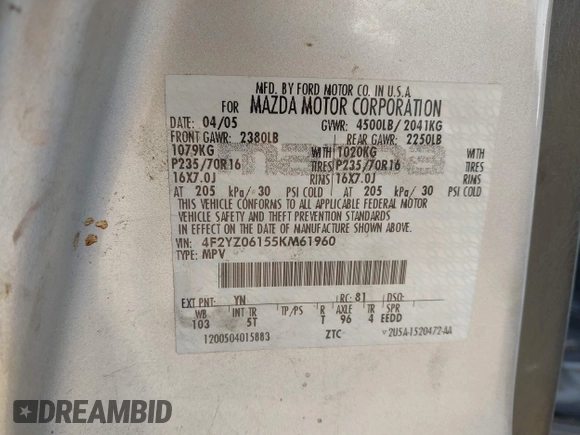 MFD. BY FORD MOTOR CO. IN U.S.A.
FOR MAZDA MOTOR CORPORATION
DATE: 04/05 GVWR: 4500LB/2041KG
FRONT GAWR: 2380LB REAR GAWR: 2250LB
1079KG WITH 1020KG WITH
P235/70R16 TIRES P235/70R16 TIRES
16X7.0J RIMS 16X7.0J RIMS
AT 205 kPa/ 30 PSI COLD AT 205 kPa/ 30 PSI COLD
THIS VEHICLE CONFORMS TO ALL APPLICABLE FEDERAL MOTOR
VEHICLE SAFETY AND THEFT PREVENTION STANDARDS
IN EFFECT ON THE DATE OF MANUFACTURE SHOWN ABOVE.
VIN: 4F2YZ06155KM61960
TYPE: MPV
EXT PNT: YN RC: 81 DSO:
WB INT TR TP/PS R AXLE TR SPR
103 5T T 96 4 EEDD
1200504015883 ZTC 2U5A-1520472-AA
DREAMBID